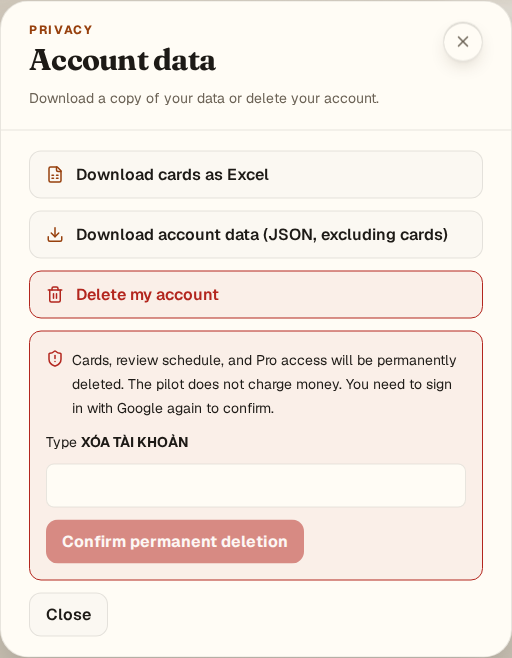 PRIVACY
Account data
Download a copy of your data or delete your account.
Download cards as Excel
Download account data (JSON, excluding cards)
Delete my account
Cards, review schedule, and Pro access will be permanently
deleted. The pilot does not charge money. You need to sign
in with Google again to confirm.
Type XÓA TÀI KHOẢN
Confirm permanent deletion
Close